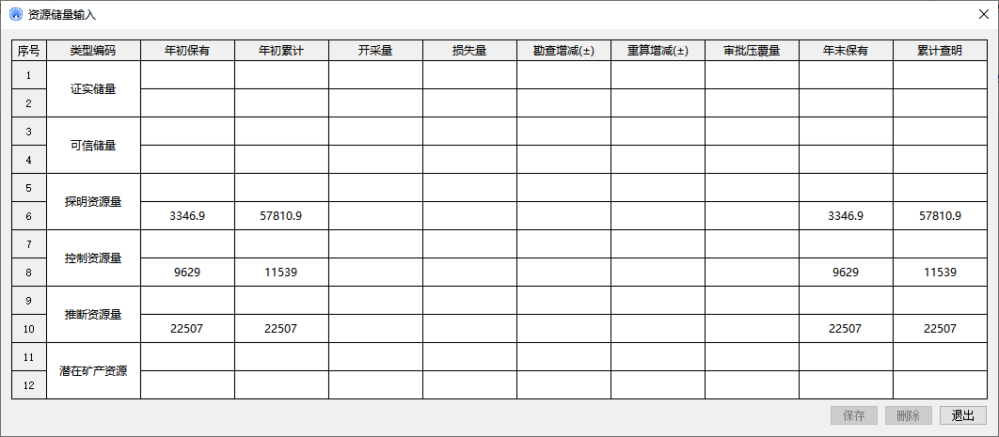 资源储量输入
序号 类型编码 年初保有 年初累计 开采量 损失量 勘查增减(±) 重算增减(±) 审批压覆量 年末保有 累计查明
1
证实储量
2
3
可信储量
4
5
探明资源量
6 3346.9 57810.9 3346.9 57810.9
7
控制资源量
8 9629 11539 9629 11539
9
推断资源量
10 22507 22507 22507 22507
11
潜在矿产资源
12
保存 删除 退出